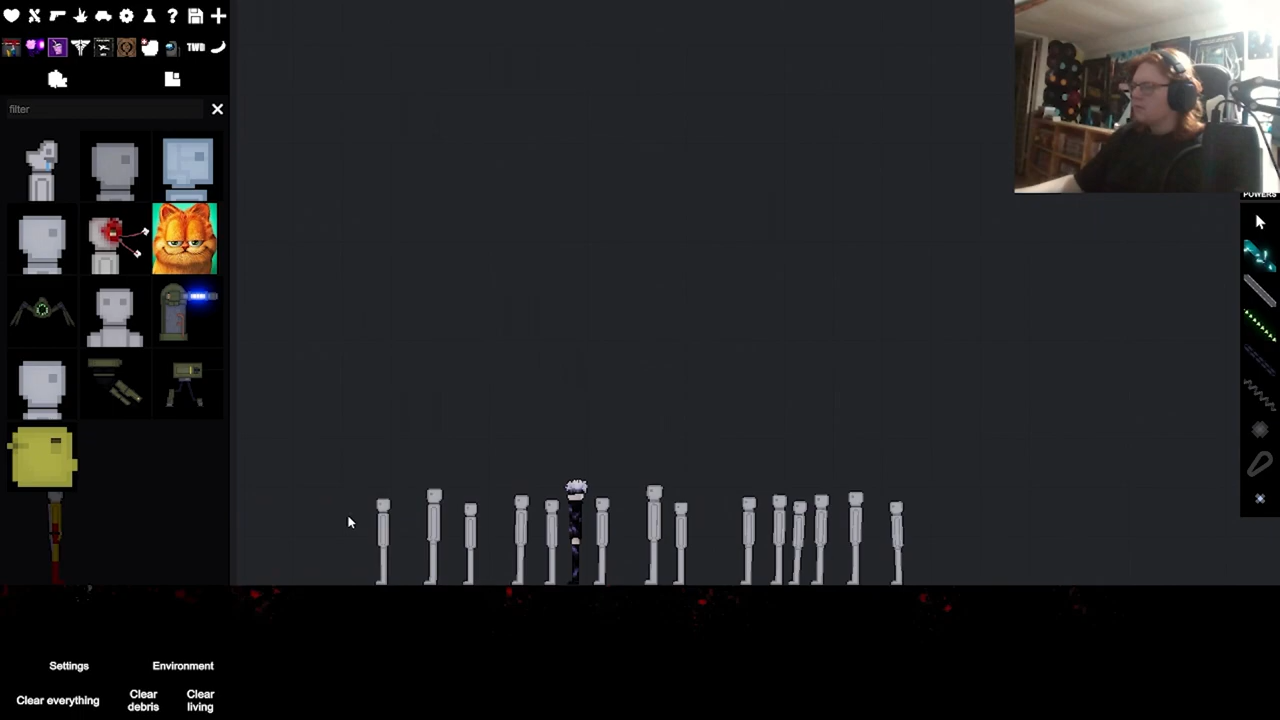 TWD
filter
POWERS
Settings Environment
Clear everything Clear debris Clear living